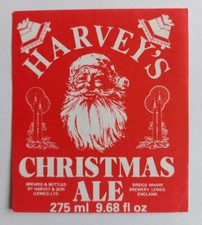 HARVEY'S
CHRISTMAS
ALE
BREWED & BOTTLED
BY HARVEY & SON
(LEWES) LTD.
BRIDGE WHARF
BREWERY LEWES
ENGLAND.
275 ml 9.68 fl oz